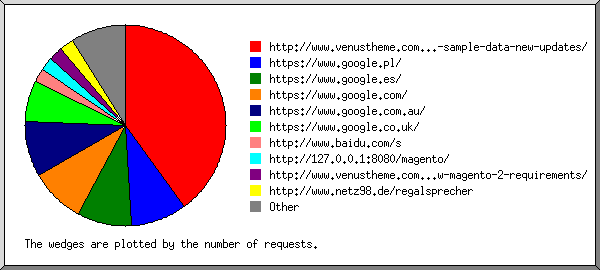 http://www.venustheme.com...-sample-data-new-updates/
https://www.google.pl/
https://www.google.es/
https://www.google.com/
https://www.google.com.au/
https://www.google.co.uk/
http://www.baidu.com/s
http://127.0.0.1:8080/magento/
http://www.venustheme.com...w-magento-2-requirements/
http://www.netz98.de/regalsprecher
Other
The wedges are plotted by the number of requests.